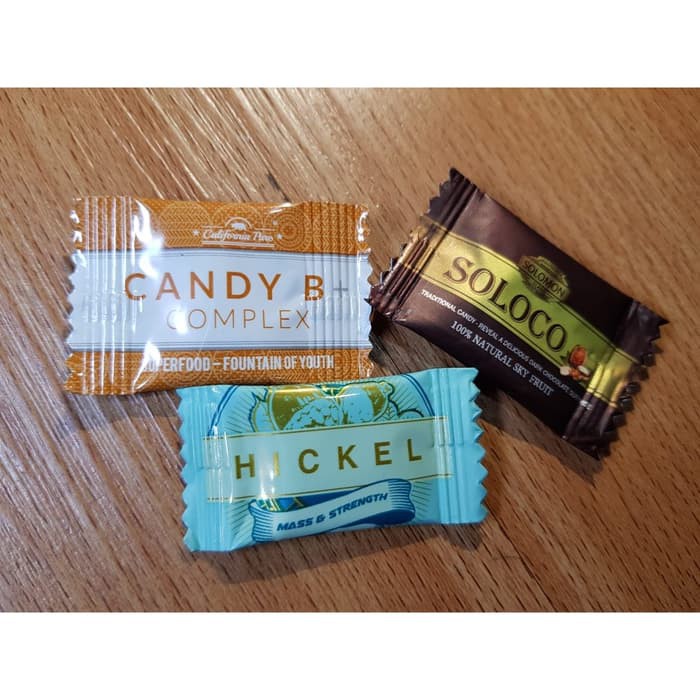 California Pure
CANDY B+
COMPLEX
SUPERFOOD – FOUNTAIN OF YOUTH
SOLOMON
SOLOCO
TRADITIONAL CANDY - REVEAL A DELICIOUS DARK CHOCOLATE
100% NATURAL SKY FRUIT
HICKEL
MASS & STRENGTH